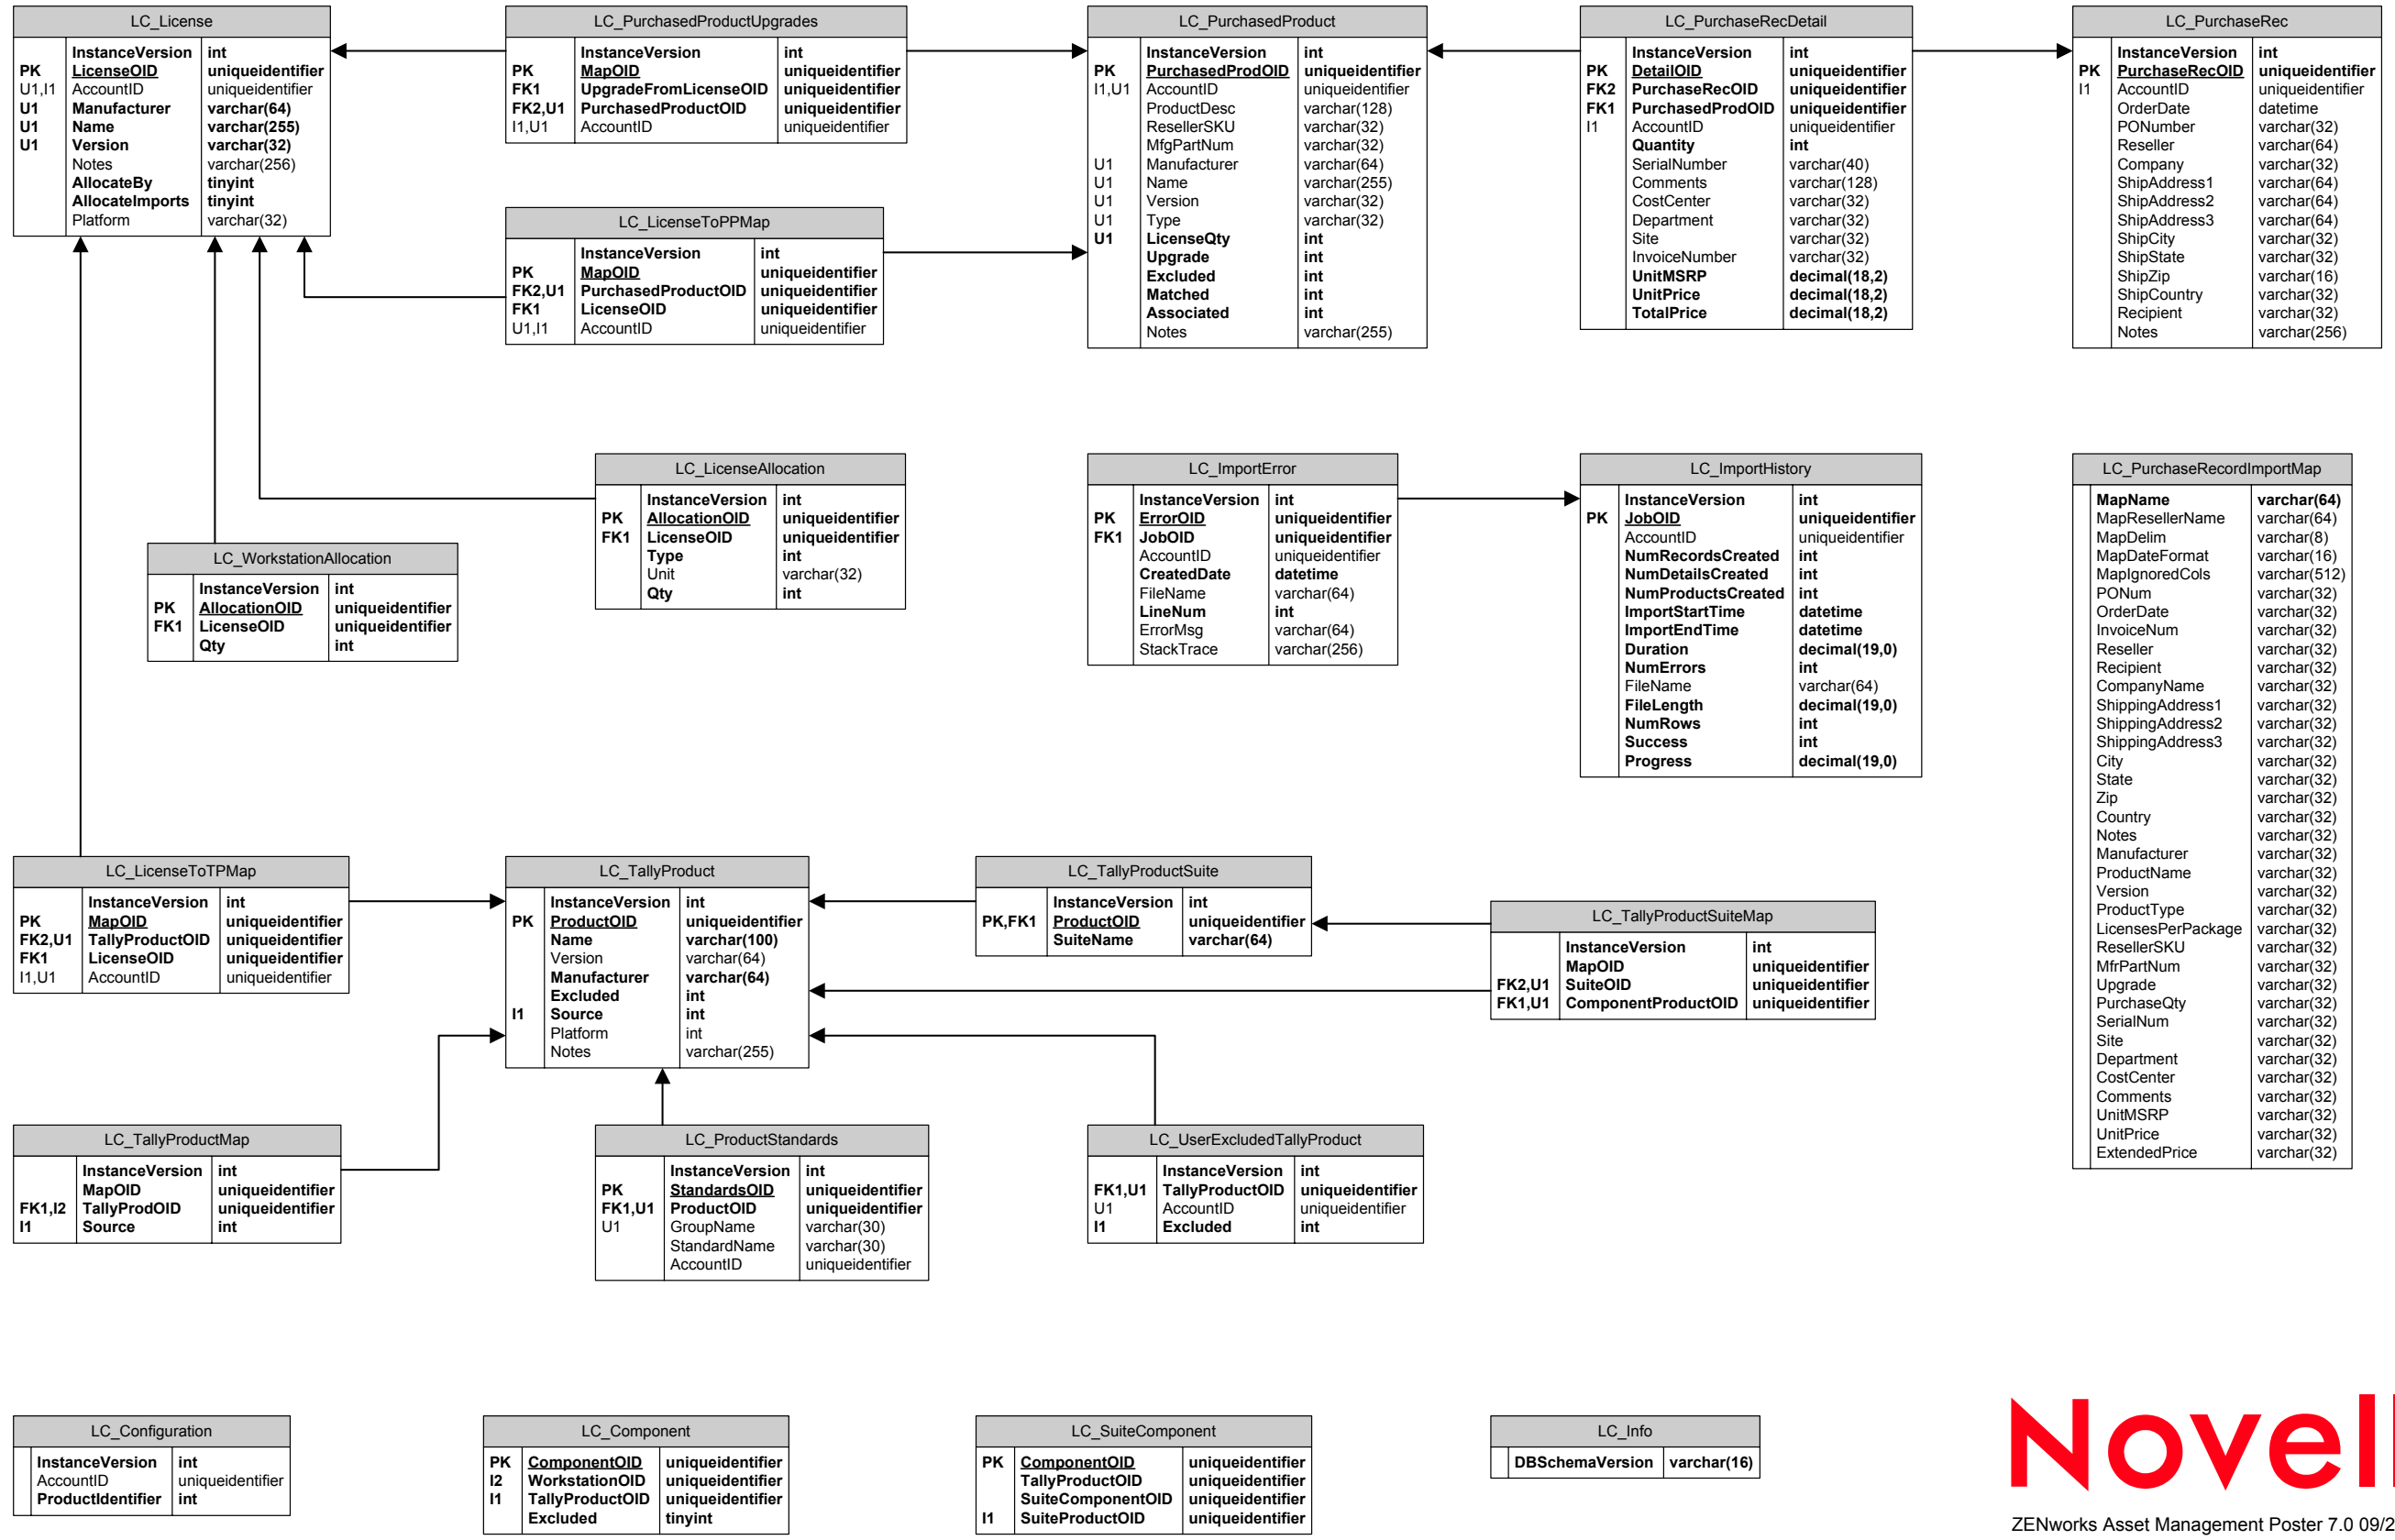 LC_License
InstanceVersion int
PK LicenseOID uniqueidentifier
U1,I1 AccountID uniqueidentifier
U1 Manufacturer varchar(64)
U1 Name varchar(255)
U1 Version varchar(32)
Notes varchar(256)
AllocateBy tinyint
AllocateImports tinyint
Platform varchar(32)
LC_PurchasedProductUpgrades
InstanceVersion int
PK MapOID uniqueidentifier
FK1 UpgradeFromLicenseOID uniqueidentifier
FK2,U1 PurchasedProductOID uniqueidentifier
I1,U1 AccountID uniqueidentifier
LC_LicenseToPPMap
InstanceVersion int
PK MapOID uniqueidentifier
FK2,U1 PurchasedProductOID uniqueidentifier
FK1 LicenseOID uniqueidentifier
U1,I1 AccountID uniqueidentifier
LC_PurchasedProduct
InstanceVersion int
PK PurchasedProdOID uniqueidentifier
I1,U1 AccountID uniqueidentifier
ProductDesc varchar(128)
ResellerSKU varchar(32)
MfgPartNum varchar(32)
U1 Manufacturer varchar(64)
U1 Name varchar(255)
U1 Version varchar(32)
U1 Type varchar(32)
U1 LicenseQty int
Upgrade int
Excluded int
Matched int
Associated int
Notes varchar(255)
LC_PurchaseRecDetail
InstanceVersion int
PK DetailOID uniqueidentifier
FK2 PurchaseRecOID uniqueidentifier
FK1 PurchasedProdOID uniqueidentifier
I1 AccountID uniqueidentifier
Quantity int
SerialNumber varchar(40)
Comments varchar(128)
CostCenter varchar(32)
Department varchar(32)
Site varchar(32)
InvoiceNumber varchar(32)
UnitMSRP decimal(18,2)
UnitPrice decimal(18,2)
TotalPrice decimal(18,2)
LC_PurchaseRec
InstanceVersion int
PK PurchaseRecOID uniqueidentifier
I1 AccountID uniqueidentifier
OrderDate datetime
PONumber varchar(32)
Reseller varchar(64)
Company varchar(32)
ShipAddress1 varchar(64)
ShipAddress2 varchar(64)
ShipAddress3 varchar(64)
ShipCity varchar(32)
ShipState varchar(32)
ShipZip varchar(16)
ShipCountry varchar(32)
Recipient varchar(32)
Notes varchar(256)
LC_WorkstationAllocation
InstanceVersion int
PK AllocationOID uniqueidentifier
FK1 LicenseOID uniqueidentifier
Qty int
LC_LicenseAllocation
InstanceVersion int
PK AllocationOID uniqueidentifier
FK1 LicenseOID uniqueidentifier
Type int
Unit varchar(32)
Qty int
LC_ImportError
InstanceVersion int
PK ErrorOID uniqueidentifier
FK1 JobOID uniqueidentifier
AccountID uniqueidentifier
CreatedDate datetime
FileName varchar(64)
LineNum int
ErrorMsg varchar(64)
StackTrace varchar(256)
LC_ImportHistory
InstanceVersion int
PK JobOID uniqueidentifier
AccountID uniqueidentifier
NumRecordsCreated int
NumDetailsCreated int
NumProductsCreated int
ImportStartTime datetime
ImportEndTime datetime
Duration decimal(19,0)
NumErrors int
FileName varchar(64)
FileLength decimal(19,0)
NumRows int
Success int
Progress decimal(19,0)
LC_PurchaseRecordImportMap
MapName varchar(64)
MapResellerName varchar(64)
MapDelim varchar(8)
MapDateFormat varchar(16)
MapIgnoredCols varchar(512)
PONum varchar(32)
OrderDate varchar(32)
InvoiceNum varchar(32)
Reseller varchar(32)
Recipient varchar(32)
CompanyName varchar(32)
ShippingAddress1 varchar(32)
ShippingAddress2 varchar(32)
ShippingAddress3 varchar(32)
City varchar(32)
State varchar(32)
Zip varchar(32)
Country varchar(32)
Notes varchar(32)
Manufacturer varchar(32)
ProductName varchar(32)
Version varchar(32)
ProductType varchar(32)
LicensesPerPackage varchar(32)
ResellerSKU varchar(32)
MfrPartNum varchar(32)
Upgrade varchar(32)
PurchaseQty varchar(32)
SerialNum varchar(32)
Site varchar(32)
Department varchar(32)
CostCenter varchar(32)
Comments varchar(32)
UnitMSRP varchar(32)
UnitPrice varchar(32)
ExtendedPrice varchar(32)
LC_LicenseToTPMap
InstanceVersion int
PK MapOID uniqueidentifier
FK2,U1 TallyProductOID uniqueidentifier
FK1 LicenseOID uniqueidentifier
I1,U1 AccountID uniqueidentifier
LC_TallyProduct
InstanceVersion int
PK ProductOID uniqueidentifier
Name varchar(100)
Version varchar(64)
Manufacturer varchar(64)
Excluded int
I1 Source int
Platform int
Notes varchar(255)
LC_TallyProductSuite
InstanceVersion int
PK,FK1 ProductOID uniqueidentifier
SuiteName varchar(64)
LC_TallyProductSuiteMap
InstanceVersion int
MapOID uniqueidentifier
FK2,U1 SuiteOID uniqueidentifier
FK1,U1 ComponentProductOID uniqueidentifier
LC_TallyProductMap
InstanceVersion int
MapOID uniqueidentifier
FK1,I2 TallyProdOID uniqueidentifier
I1 Source int
LC_ProductStandards
InstanceVersion int
PK StandardsOID uniqueidentifier
FK1,U1 ProductOID uniqueidentifier
U1 GroupName varchar(30)
StandardName varchar(30)
AccountID uniqueidentifier
LC_UserExcludedTallyProduct
InstanceVersion int
FK1,U1 TallyProductOID uniqueidentifier
U1 AccountID uniqueidentifier
I1 Excluded int
LC_Configuration
InstanceVersion int
AccountID uniqueidentifier
ProductIdentifier int
LC_Component
PK ComponentOID uniqueidentifier
I2 WorkstationOID uniqueidentifier
I1 TallyProductOID uniqueidentifier
Excluded tinyint
LC_SuiteComponent
PK ComponentOID uniqueidentifier
TallyProductOID uniqueidentifier
SuiteComponentOID uniqueidentifier
I1 SuiteProductOID uniqueidentifier
LC_Info
DBSchemaVersion varchar(16)
Novell
ZENworks Asset Management Poster 7.0 09/2